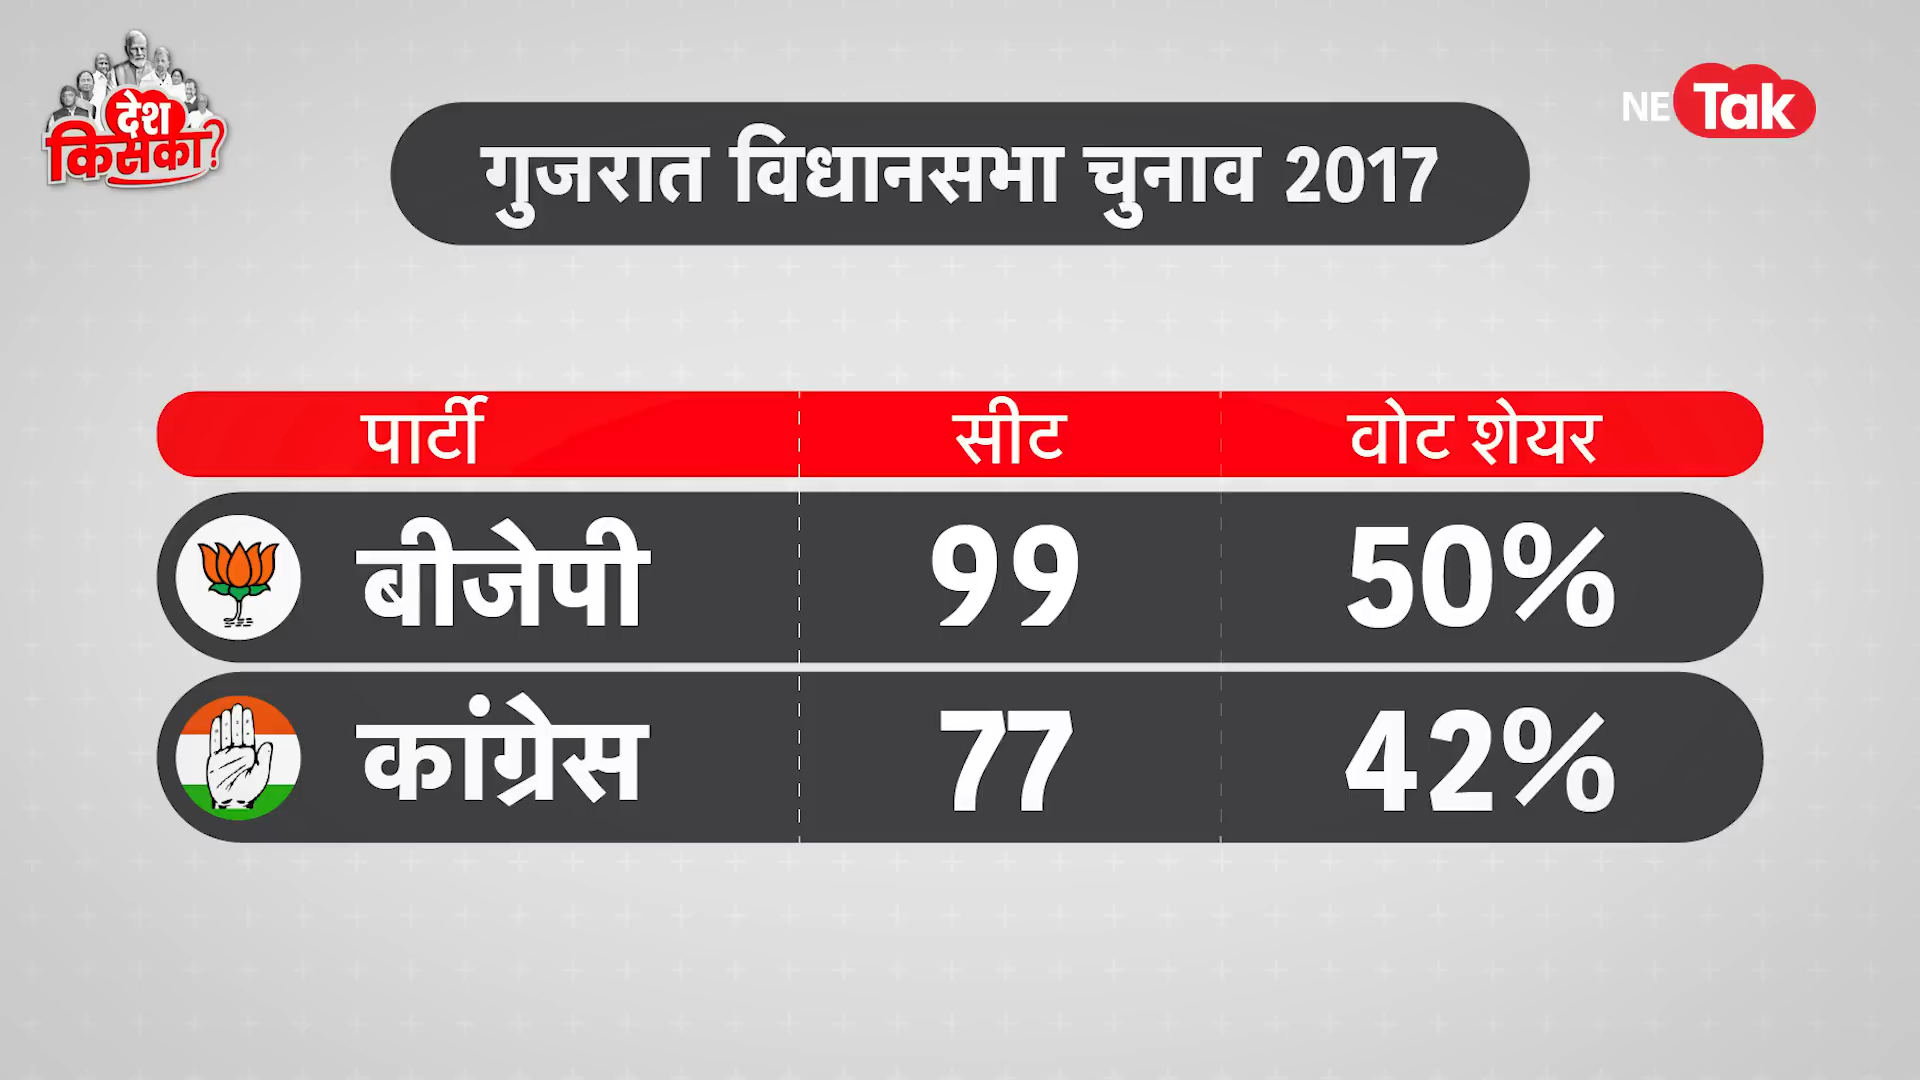 देश
किसका?
NE Tak
गुजरात विधानसभा चुनाव 2017
पार्टी सीट वोट शेयर
बीजेपी 99 50%
कांग्रेस 77 42%